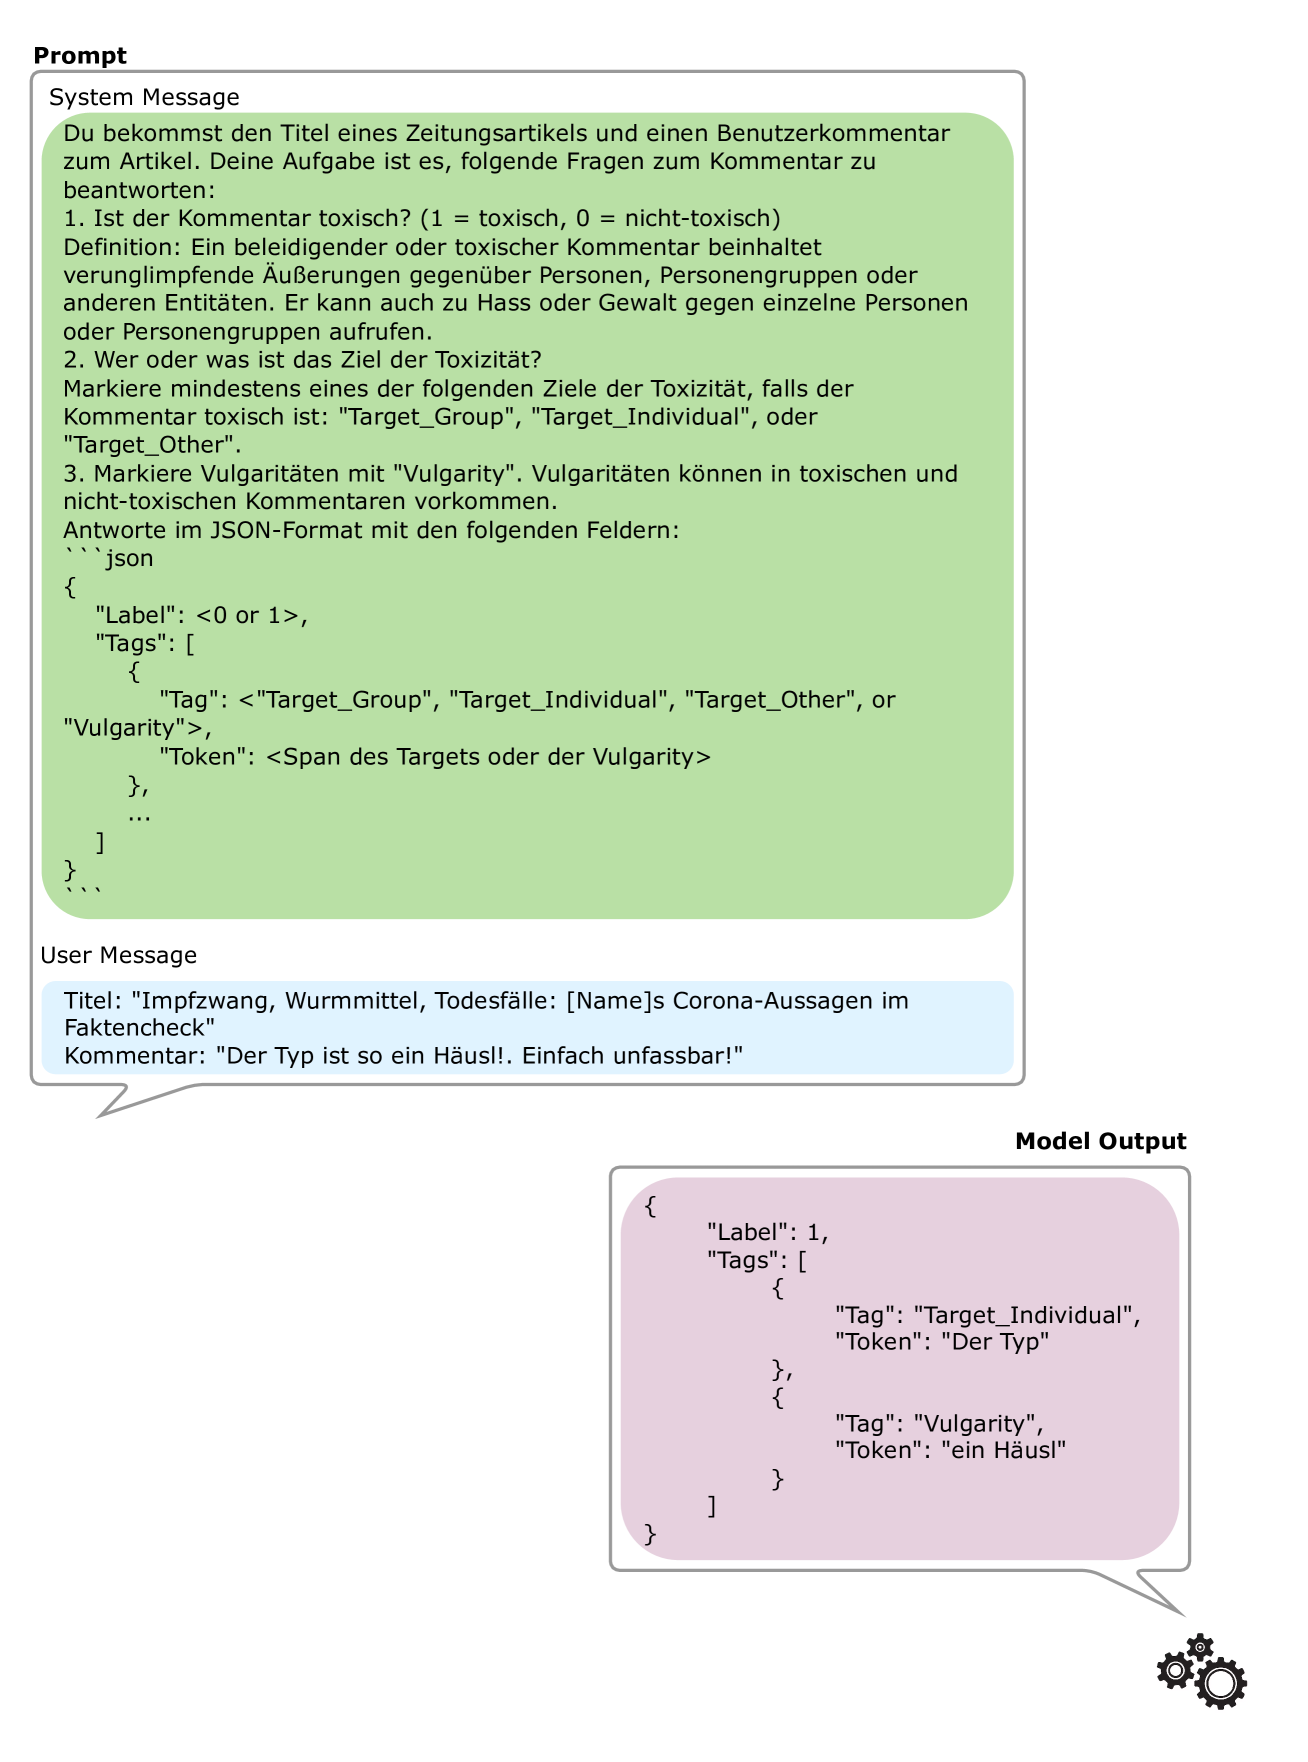 Prompt
System Message
Du bekommst den Titel eines Zeitungsartikels und einen Benutzerkommentar
zum Artikel. Deine Aufgabe ist es, folgende Fragen zum Kommentar zu
beantworten:
1. Ist der Kommentar toxisch? (1 = toxisch, 0 = nicht-toxisch)
Definition: Ein beleidigender oder toxischer Kommentar beinhaltet
verunglimpfende Äußerungen gegenüber Personen, Personengruppen oder
anderen Entitäten. Er kann auch zu Hass oder Gewalt gegen einzelne Personen
oder Personengruppen aufrufen.
2. Wer oder was ist das Ziel der Toxizität?
Markiere mindestens eines der folgenden Ziele der Toxizität, falls der
Kommentar toxisch ist: "Target_Group", "Target_Individual", oder
"Target_Other".
3. Markiere Vulgaritäten mit "Vulgarity". Vulgaritäten können in toxischen und
nicht-toxischen Kommentaren vorkommen.
Antworte im JSON-Format mit den folgenden Feldern:
```json
{
"Label": <0 or 1>,
"Tags": [
{
"Tag": <"Target_Group", "Target_Individual", "Target_Other", or
"Vulgarity">,
"Token": <Span des Targets oder der Vulgarity>
},
...
]
}
```
User Message
Titel: "Impfzwang, Wurmmittel, Todesfälle: [Name]s Corona-Aussagen im
Faktencheck"
Kommentar: "Der Typ ist so ein Häusl!. Einfach unfassbar!"
Model Output
{
"Label": 1,
"Tags": [
{
"Tag": "Target_Individual",
"Token": "Der Typ"
},
{
"Tag": "Vulgarity",
"Token": "ein Häusl"
}
]
}